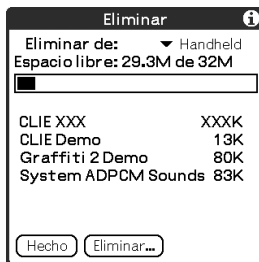 Eliminar
Eliminar de: Handheld
Espacio libre: 29.3M de 32M
CLIE XXX XXXK
CLIE Demo 13K
Graffiti 2 Demo 80K
System ADPCM Sounds 83K
Hecho Eliminar...